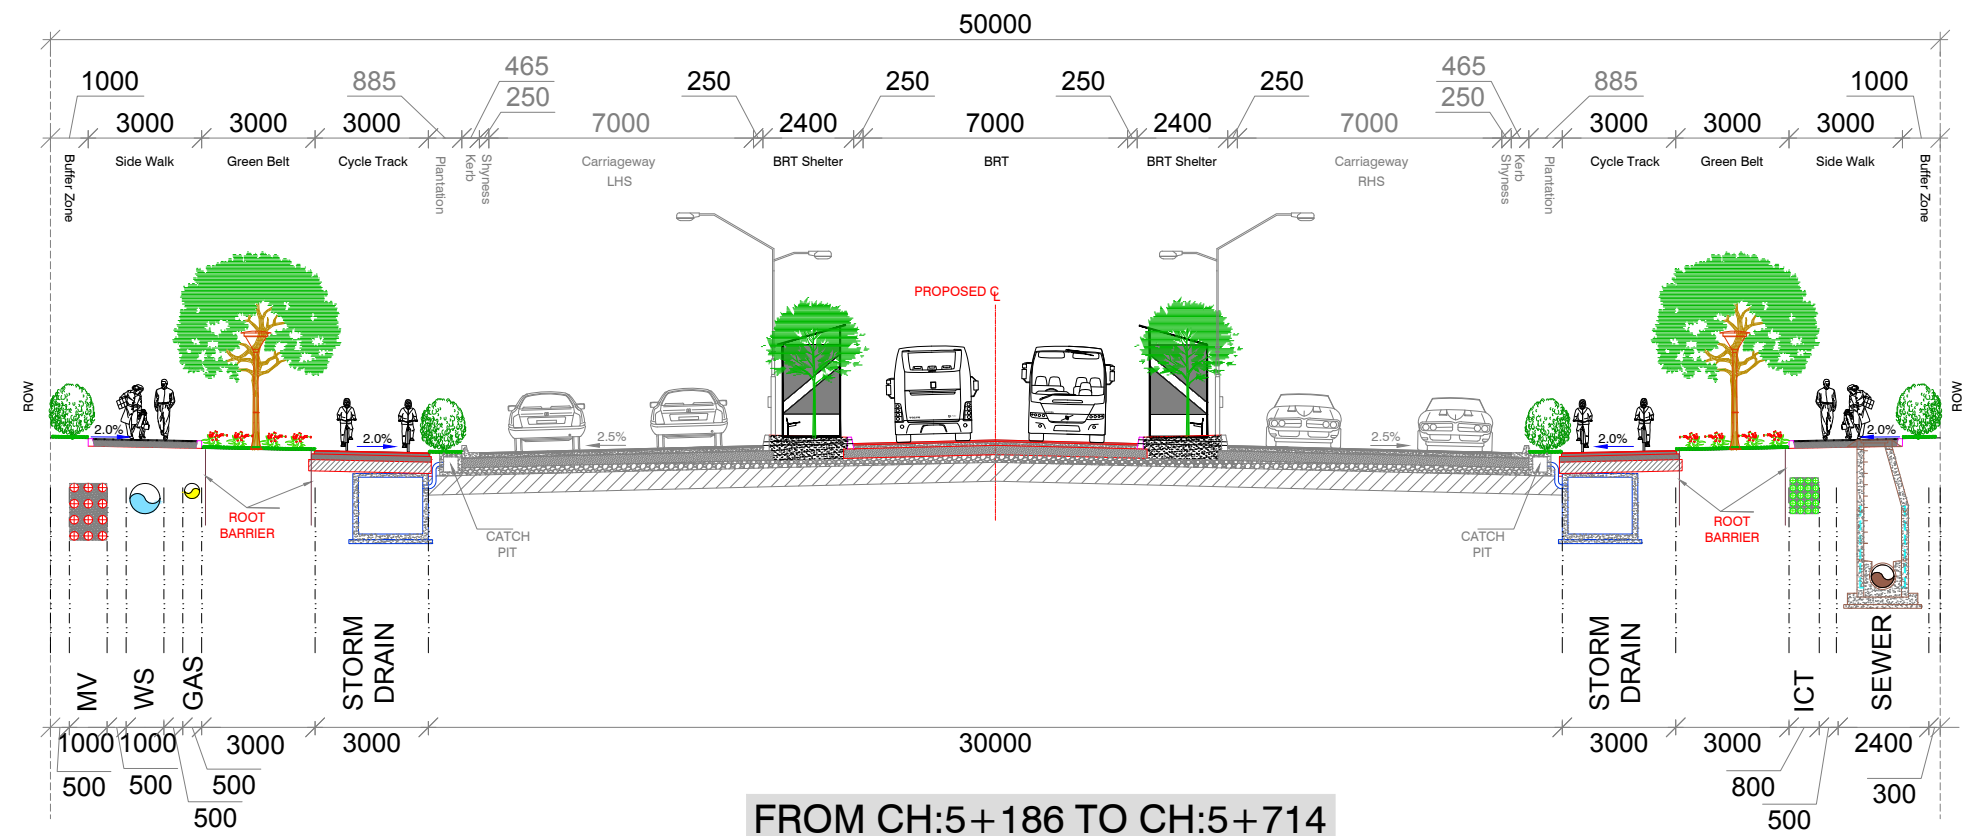 50000
1000 885 465 250 250 250 250 465 885 1000
250 250
3000 3000 3000 7000 2400 7000 2400 7000 3000 3000 3000
Buffer Zone Side Walk Green Belt Cycle Track Plantation Kerb Shyness Carriageway BRT Shelter BRT BRT Shelter Carriageway Shyness Kerb Plantation Cycle Track Green Belt Side Walk Buffer Zone
LHS RHS
PROPOSED CL
ROW ROW
2.0% 2.0% 2.5% 2.5% 2.0% 2.0%
ROOT ROOT
BARRIER BARRIER
CATCH CATCH
PIT PIT
MV WS GAS STORM DRAIN STORM DRAIN ICT SEWER
1000 1000 3000 3000 30000 3000 3000 2400
500 500 500 800 300
500 500
FROM CH:5+186 TO CH:5+714